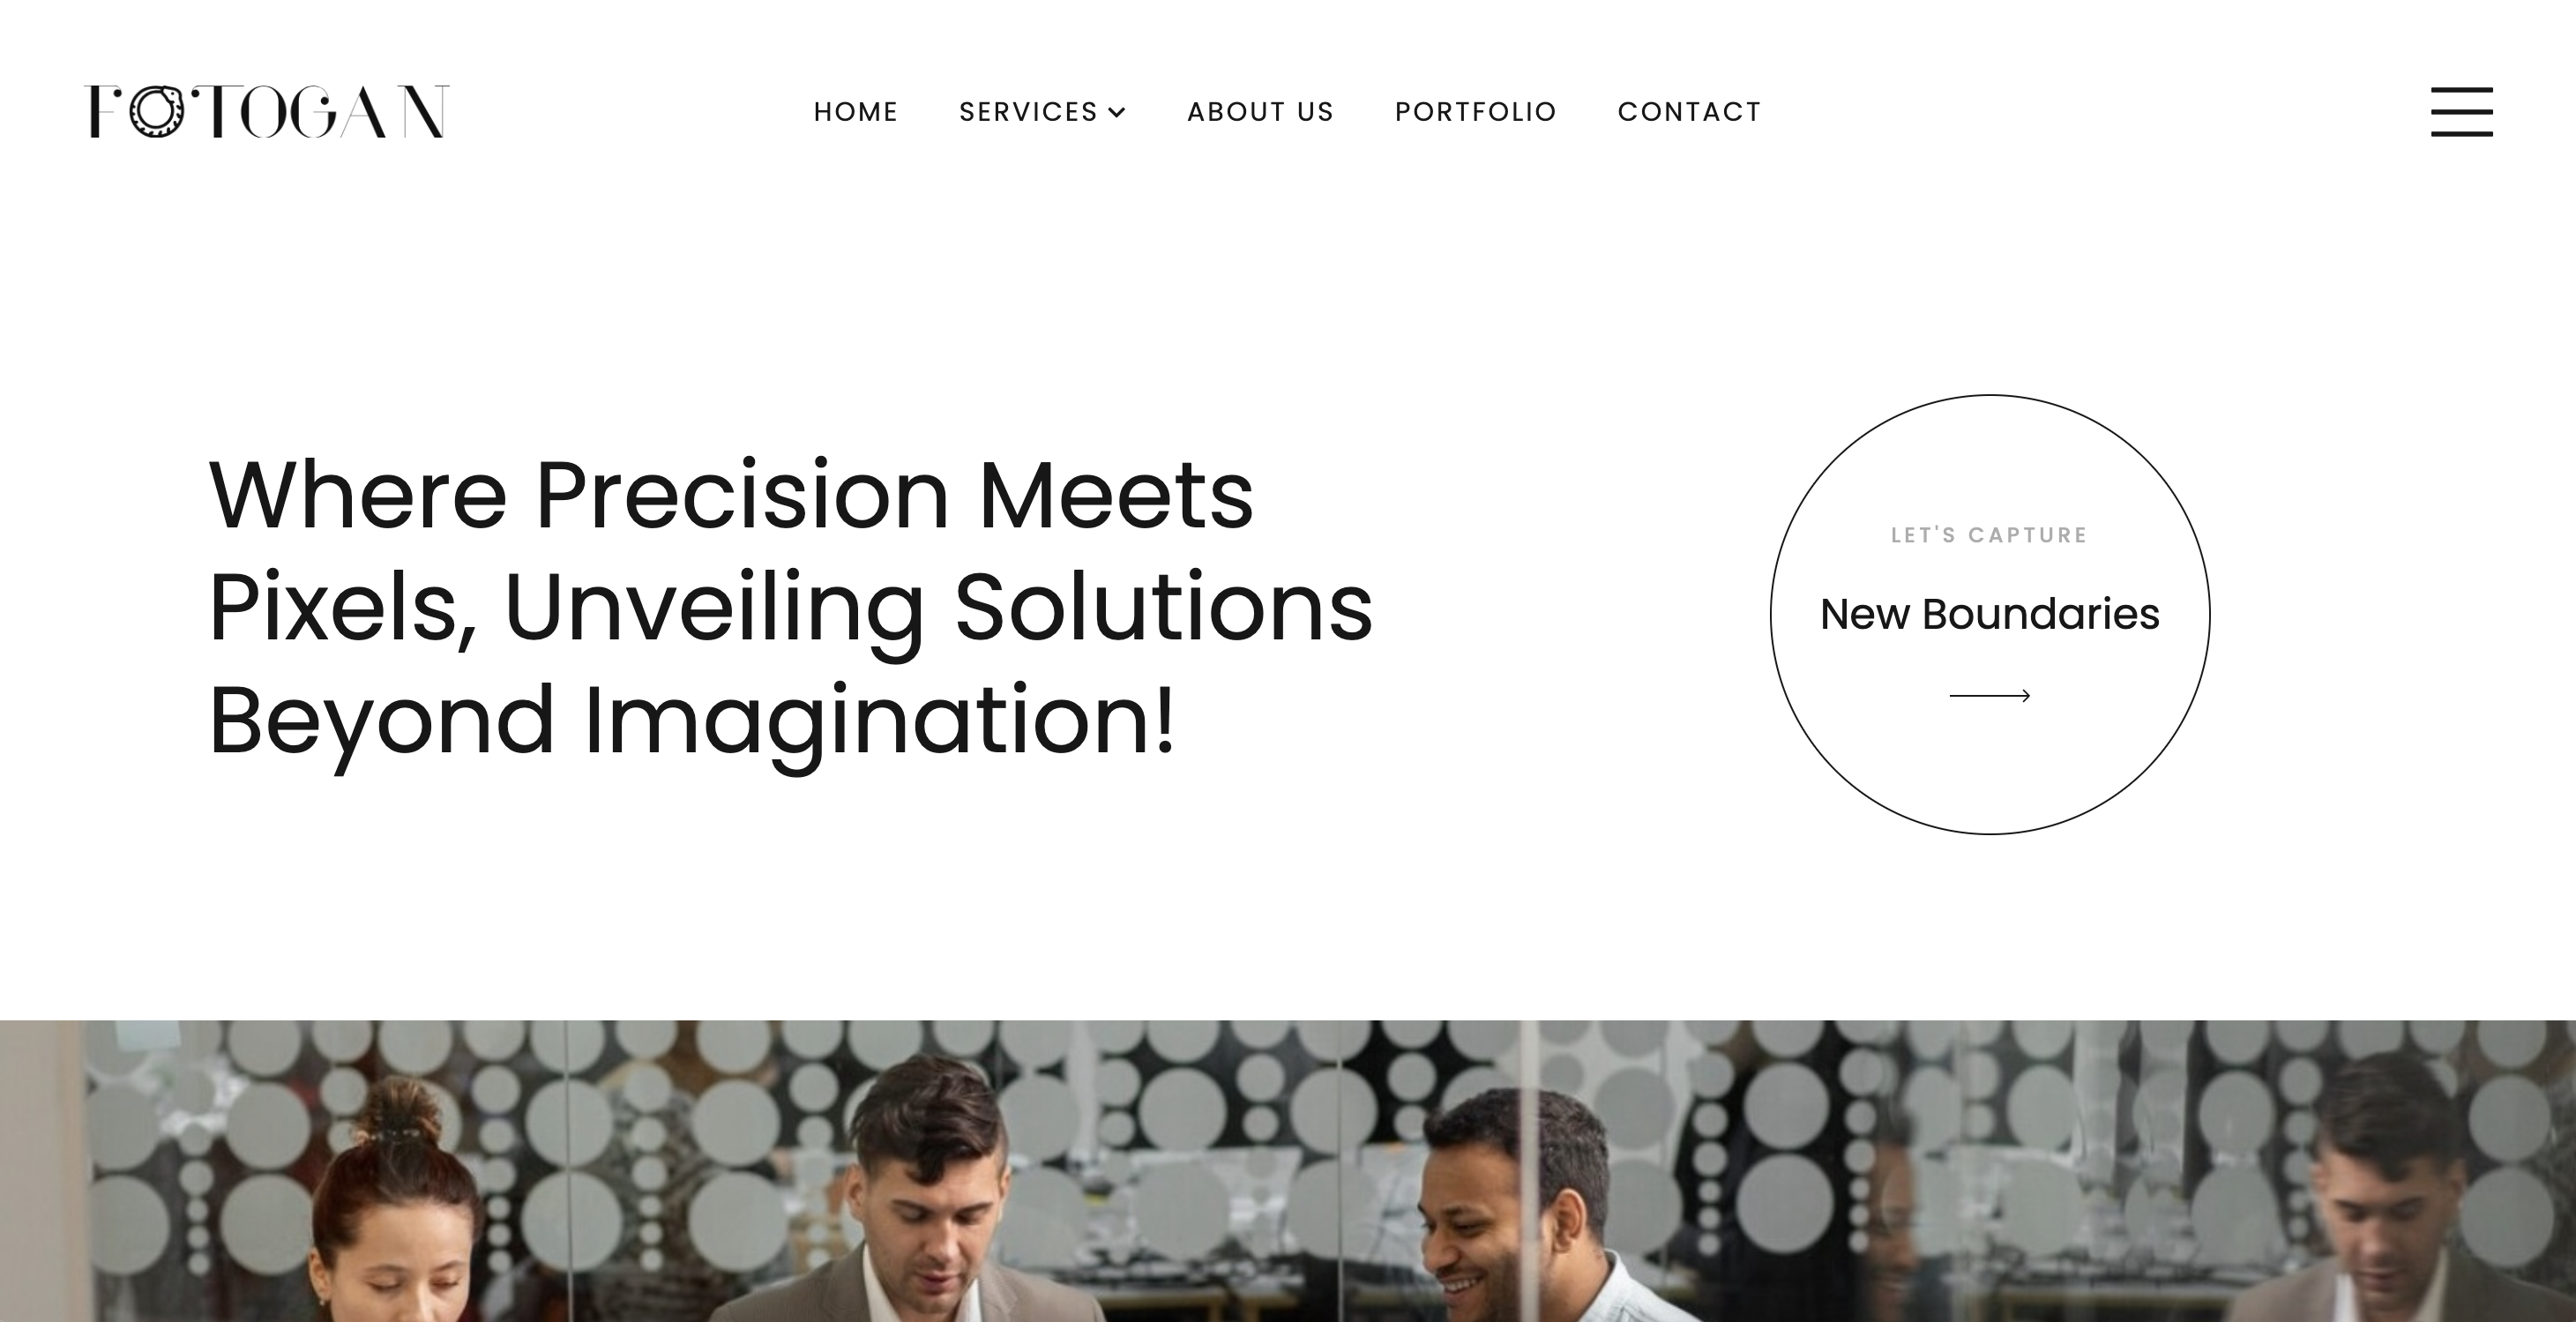 FOTOGAN
HOME SERVICES ABOUT US PORTFOLIO CONTACT
Where Precision Meets
Pixels, Unveiling Solutions
Beyond Imagination!
LET'S CAPTURE
New Boundaries